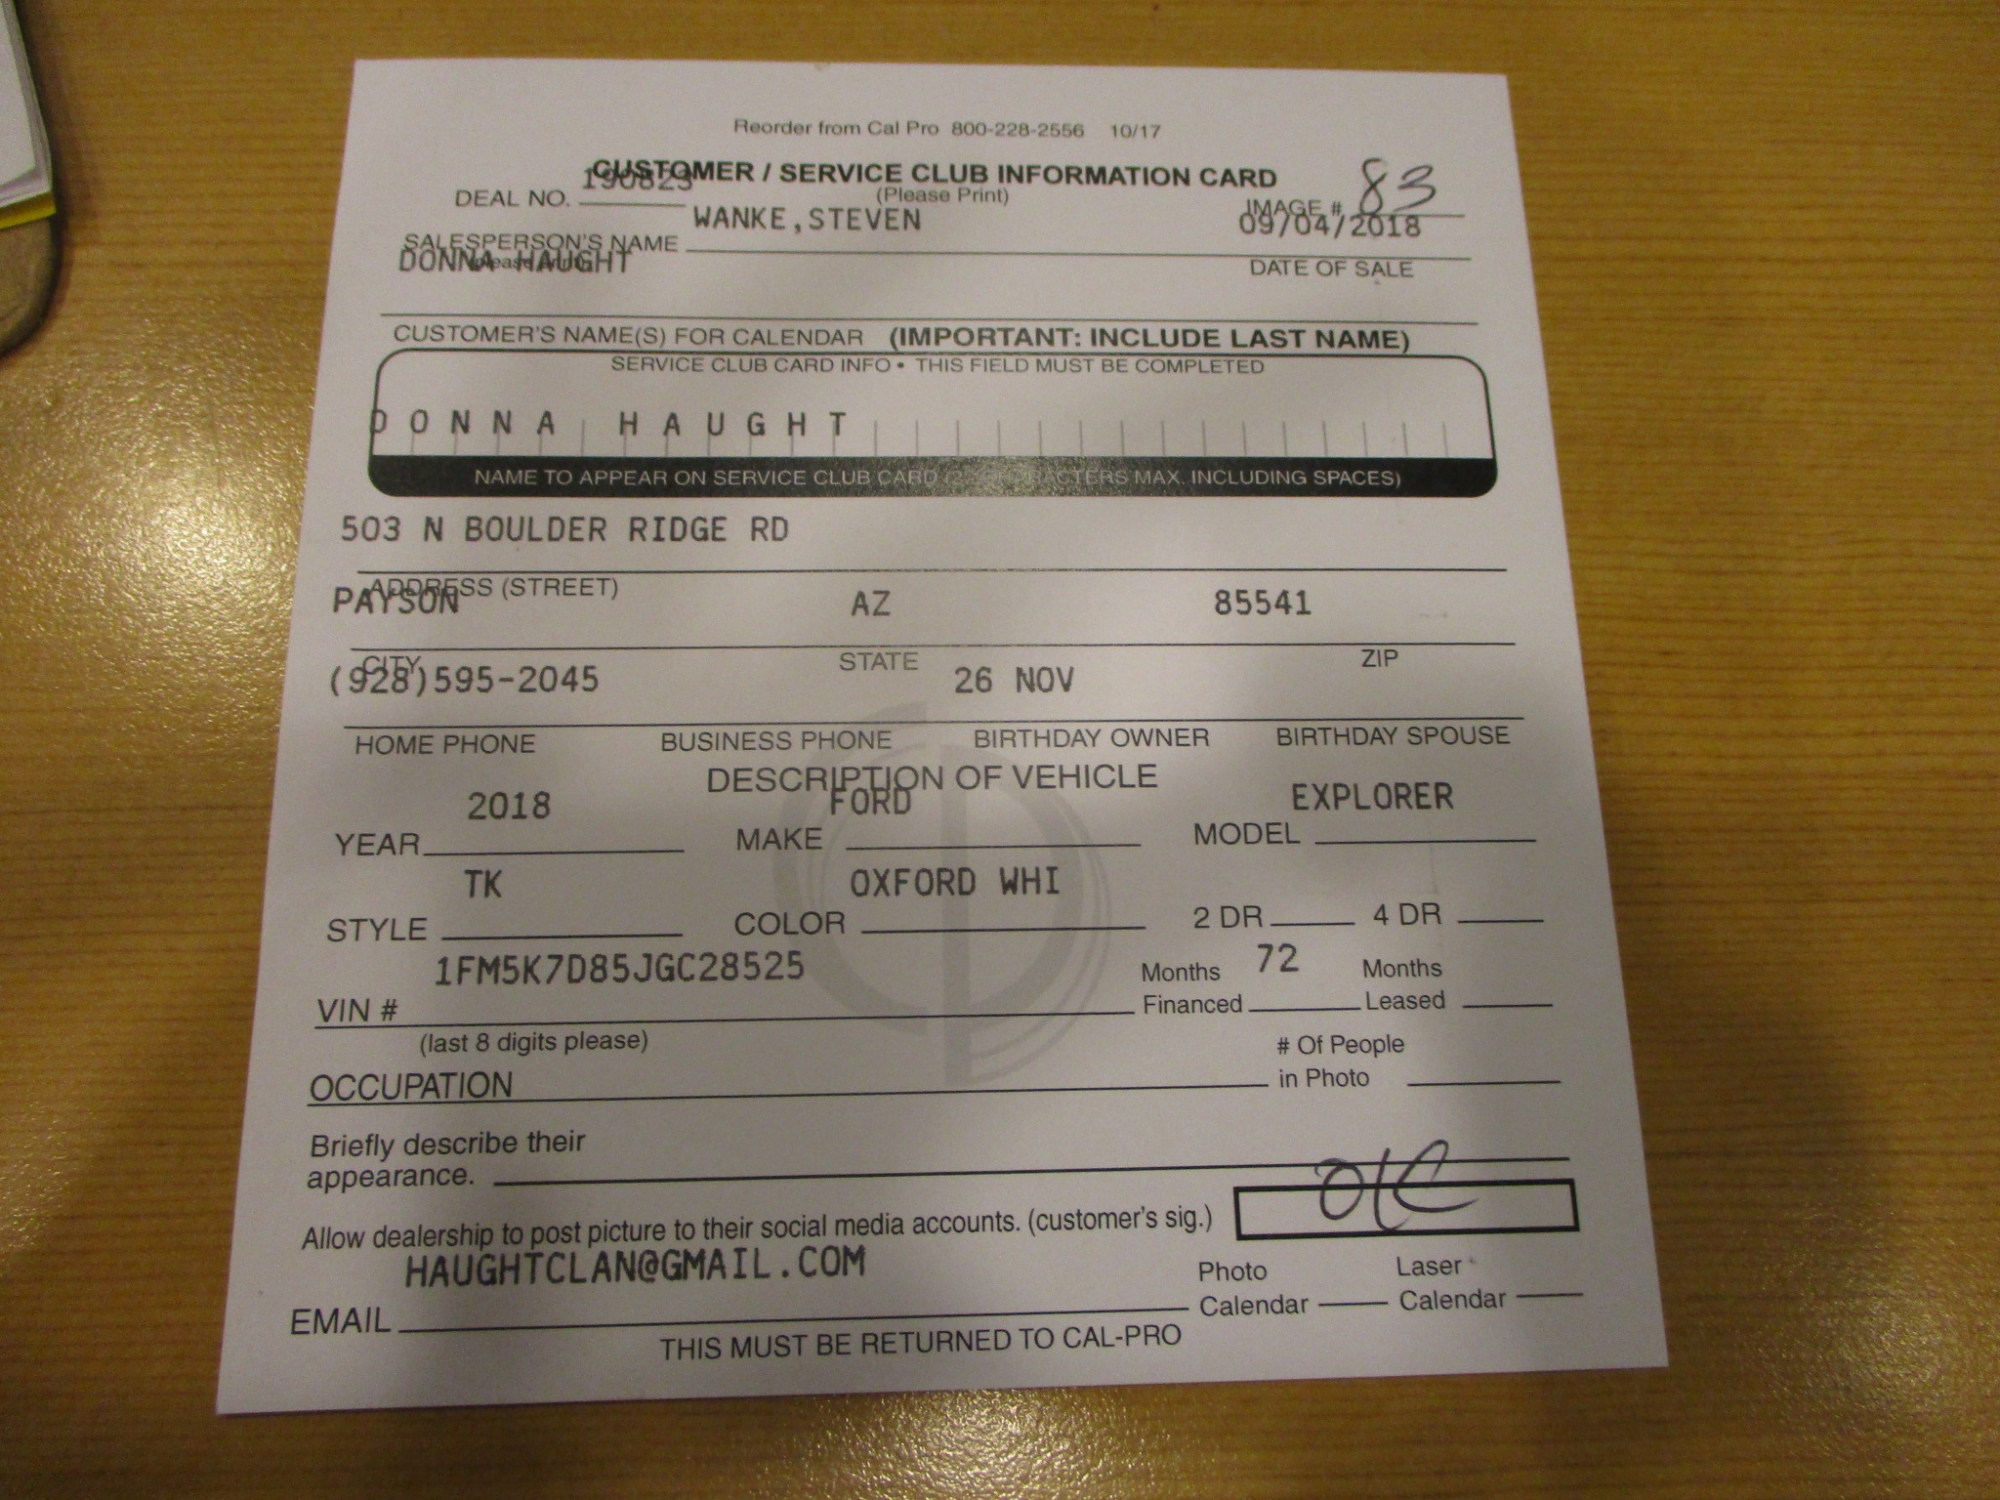 Reorder from Cal Pro 800-228-2556 10/17
CUSTOMER / SERVICE CLUB INFORMATION CARD
190823
(Please Print)
DEAL NO.
IMAGE # 83
WANKE,STEVEN 09/04/2018
SALESPERSON'S NAME
(please print)
DONNA HAUGHT
DATE OF SALE
CUSTOMER'S NAME(S) FOR CALENDAR (IMPORTANT: INCLUDE LAST NAME)
SERVICE CLUB CARD INFO • THIS FIELD MUST BE COMPLETED
DONNA HAUGHT
NAME TO APPEAR ON SERVICE CLUB CARD MAX. INCLUDING SPACES)
503 N BOULDER RIDGE RD
ADDRESS (STREET)
PAYSON AZ 85541
CITY STATE ZIP
(928)595-2045 26 NOV
HOME PHONE BUSINESS PHONE BIRTHDAY OWNER BIRTHDAY SPOUSE
DESCRIPTION OF VEHICLE
2018 FORD EXPLORER
YEAR MAKE MODEL
TK OXFORD WHI
STYLE COLOR 2 DR 4 DR
1FM5K7D85JGC28525 Months 72 Months
VIN # Financed Leased
(last 8 digits please) # Of People
OCCUPATION in Photo
Briefly describe their
appearance.
Allow dealership to post picture to their social media accounts. (customer's sig.) OK
HAUGHTCLAN@GMAIL.COM Photo Laser
EMAIL Calendar Calendar
THIS MUST BE RETURNED TO CAL-PRO